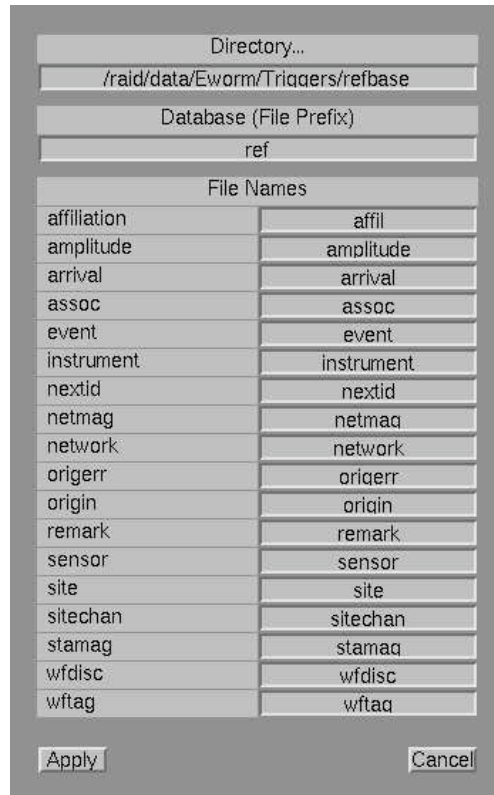 Directory...
/raid/data/Eworm/Triggers/refbase
Database (File Prefix)
ref
File Names
affiliation affil
amplitude amplitude
arrival arrival
assoc assoc
event event
instrument instrument
nextid nextid
netmag netmag
network network
origerr origerr
origin origin
remark remark
sensor sensor
site site
sitechan sitechan
stamag stamag
wfdisc wfdisc
wftag wftag
Apply Cancel